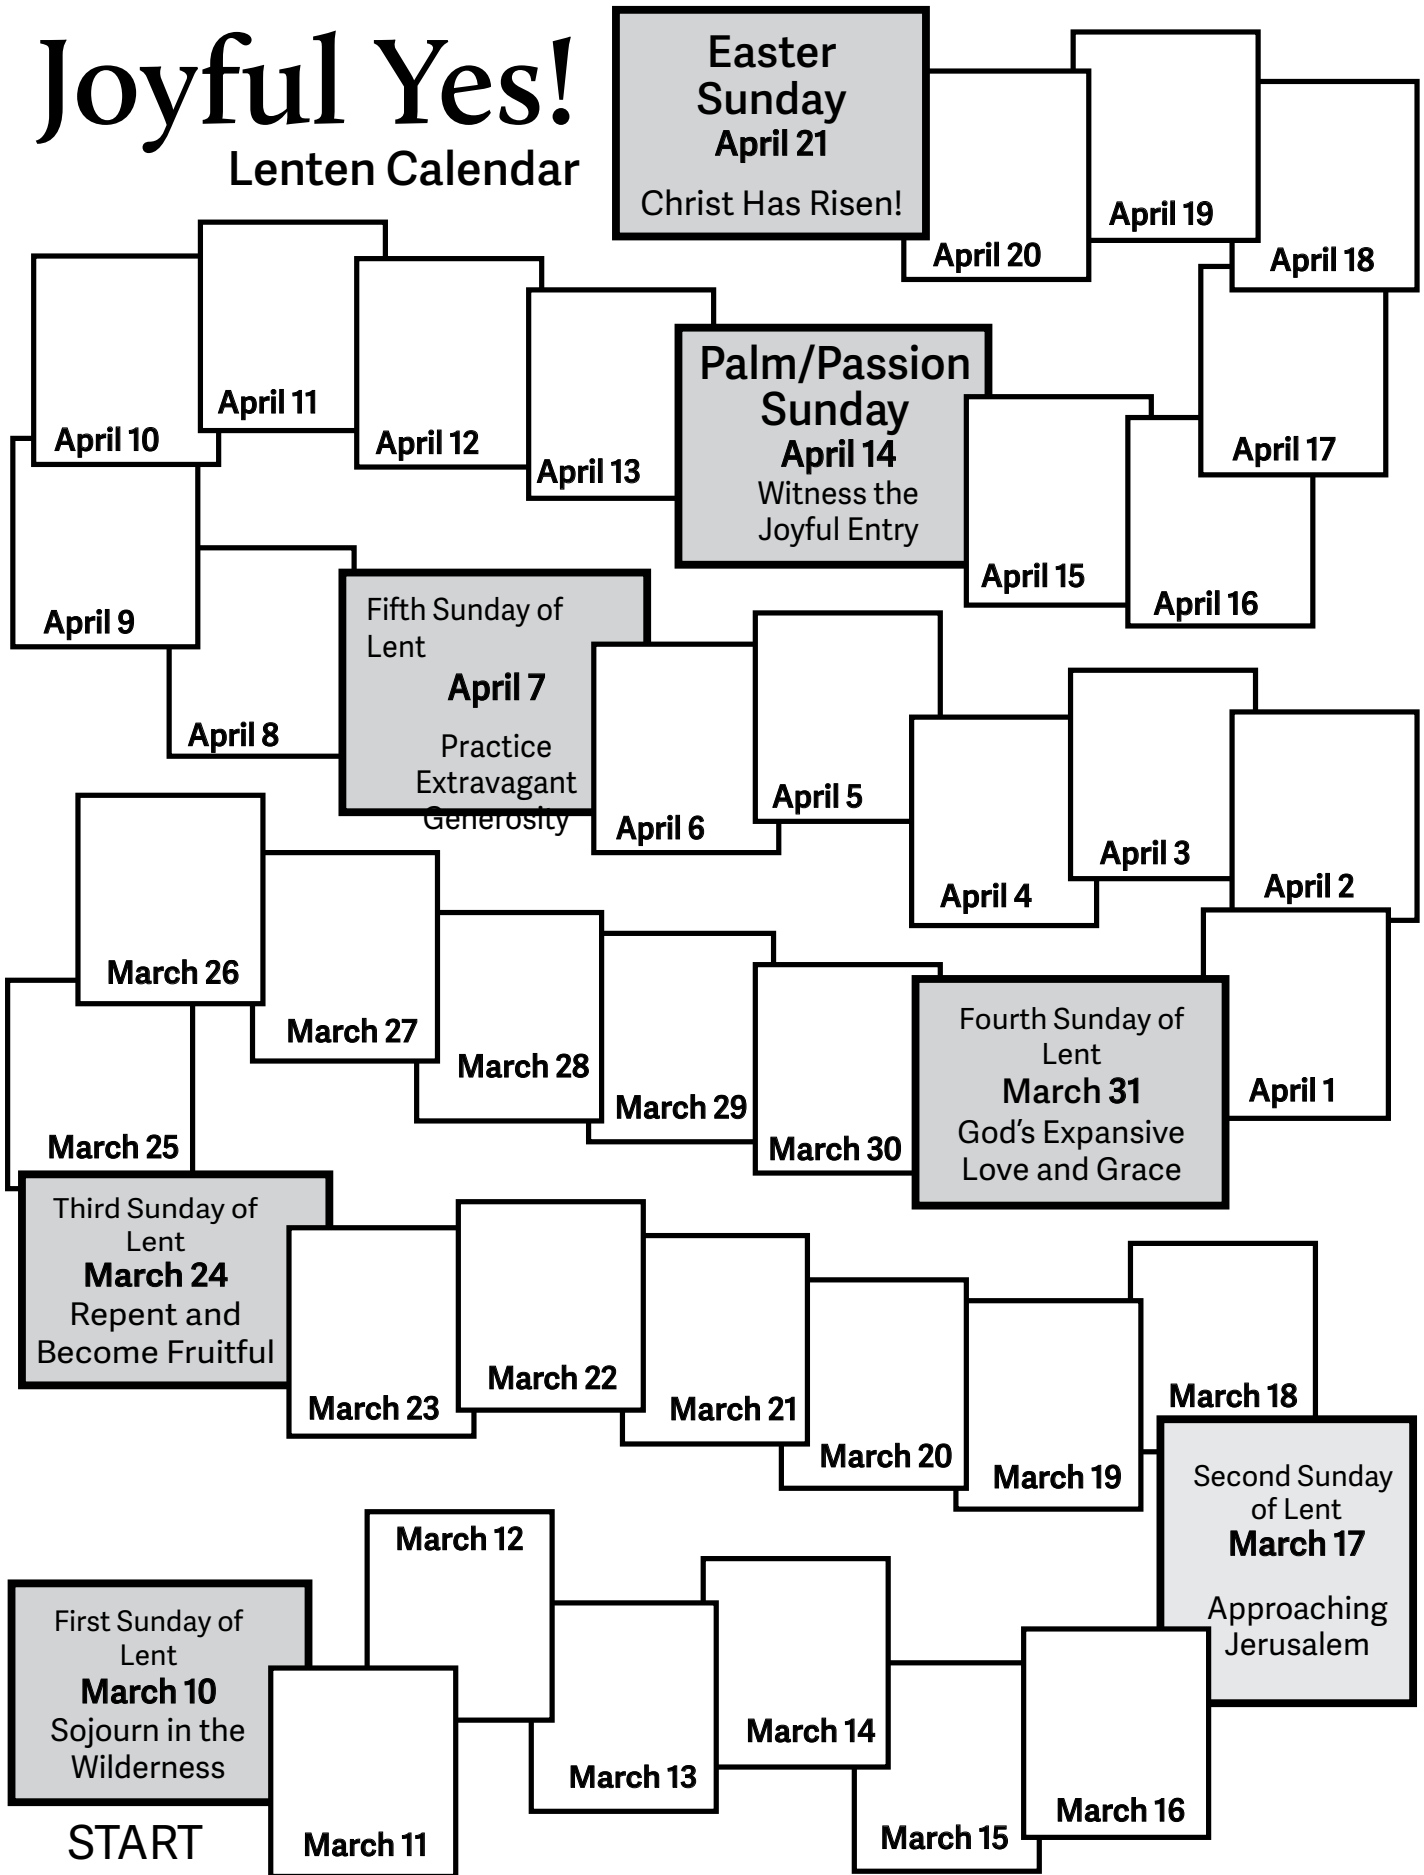 Joyful Yes!
Lenten Calendar
Easter
Sunday
April 21
Christ Has Risen!
April 20
April 19
April 18
April 17
April 10
April 11
April 12
April 13
Palm/Passion
Sunday
April 14
Witness the
Joyful Entry
April 15
April 16
April 9
April 8
Fifth Sunday of
Lent
April 7
Practice
Extravagant
Generosity
April 6
April 5
April 4
April 3
April 2
March 26
March 27
March 28
March 29
March 30
Fourth Sunday of
Lent
March 31
God's Expansive
Love and Grace
April 1
March 25
Third Sunday of
Lent
March 24
Repent and
Become Fruitful
March 23
March 22
March 21
March 20
March 19
March 18
Second Sunday
of Lent
March 17
Approaching
Jerusalem
First Sunday of
Lent
March 10
Sojourn in the
Wilderness
START
March 11
March 12
March 13
March 14
March 15
March 16